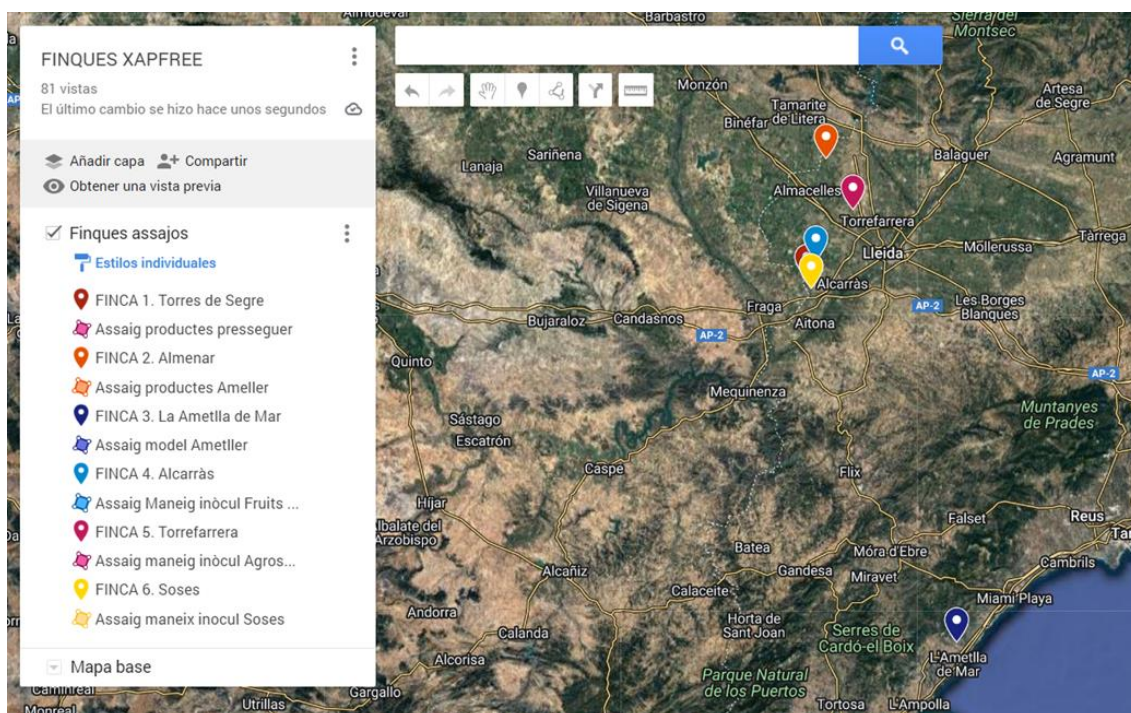 FINQUES XAPFREE
81 vistas
El último cambio se hizo hace unos segundos
Añadir capa Compartir
Obtener una vista previa
Finques assajos
Estilos individuales
FINCA 1. Torres de Segre
Assaig productes presseguer
FINCA 2. Almenar
Assaig productes Ameller
FINCA 3. La Ametlla de Mar
Assaig model Ametller
FINCA 4. Alcarràs
Assaig Maneig inòcul Fruits ...
FINCA 5. Torrefarrera
Assaig maneig inòcul Agros...
FINCA 6. Soses
Assaig maneix inocul Soses
Mapa base
Almudévar
Barbastro
Sierra del
Montsec
Monzón
Artesa
de Segre
Tamarite
de Litera
Binéfar
Balaguer
Agramunt
Sariñena
Lanaja
Villanueva
de Sigena
Almacelles
Torrefarrera
Lleida
Mollerussa
Tàrrega
Alcarràs
Fraga
Aitona
AP-2
Les Borges
Blanques
Bujaraloz
Candasnos
AP-2
Quinto
AP-2
Mequinenza
Muntanyes
de Prades
Sástago
Escatrón
Caspe
Flix
Híjar
Albalate del
Arzobispo
Falset
Reus
Batea
Móra d'Ebre
Cambrils
Alcañiz
Gandesa
Miravet
Calaceite
Miami Playa
Andorra
Horta de
Sant Joan
Calanda
Serres de
Cardó-el Boix
L'Ametlla
de Mar
Alcorisa
Parque Natural
de los Puertos
Gargallo
Caminreal
Monreal
Utrillas
Tortosa
L'Ampolla